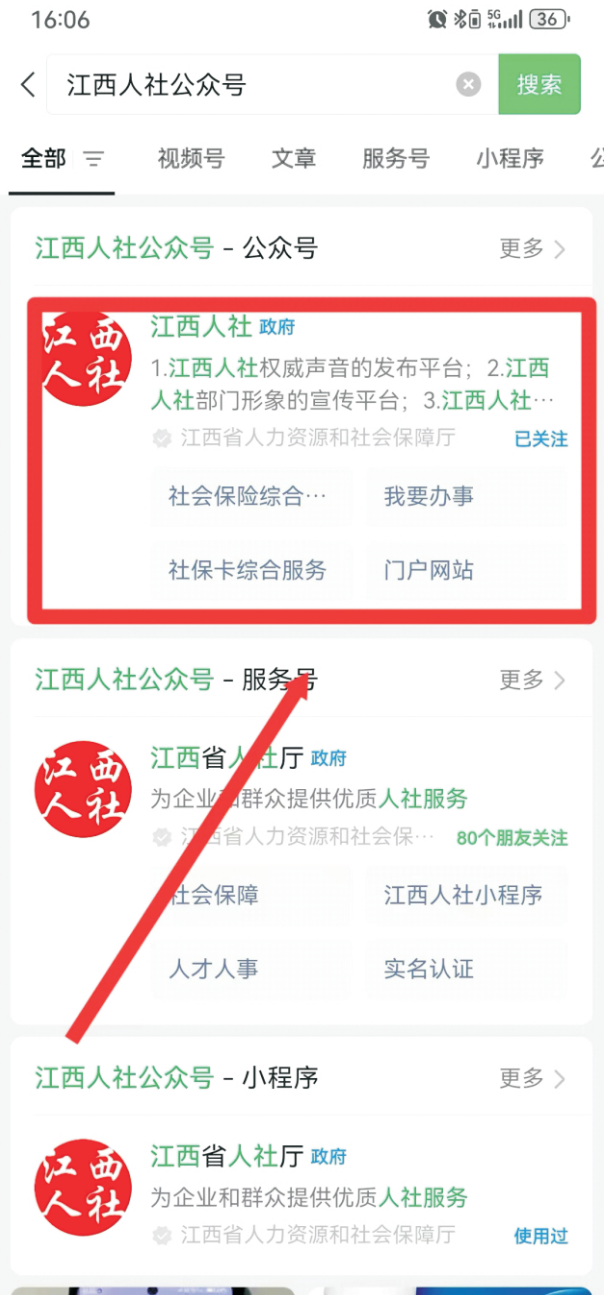 16:06
5G 36
江西人社公众号 搜索
全部 视频号 文章 服务号 小程序
江西人社公众号 - 公众号 更多
江西
人社
江西人社 政府
1.江西人社权威声音的发布平台；2.江西
人社部门形象的宣传平台；3.江西人社…
江西省人力资源和社会保障厅 已关注
社会保险综合… 我要办事
社保卡综合服务 门户网站
江西人社公众号 - 服务号 更多
江西
人社
江西省人社厅 政府
为企业和群众提供优质人社服务
江西省人力资源和社会保… 80个朋友关注
社会保障 江西人社小程序
人才人事 实名认证
江西人社公众号 - 小程序 更多
江西
人社
江西省人社厅 政府
为企业和群众提供优质人社服务
江西省人力资源和社会保障厅 使用过